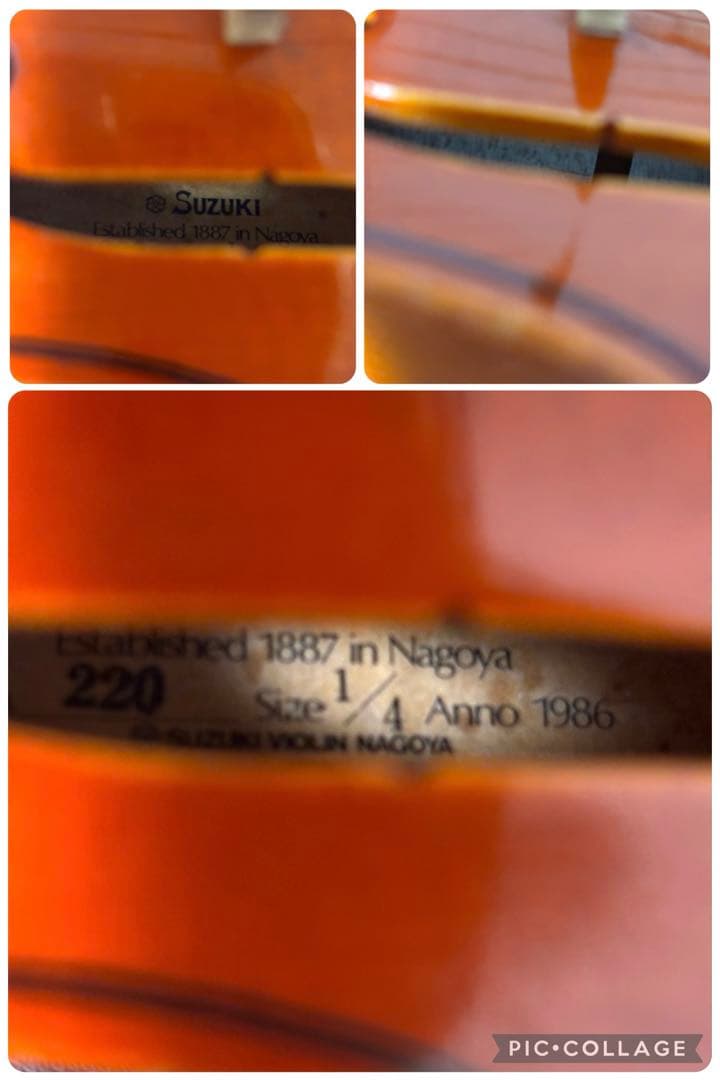 SUZUKI
Established 1887 in Nagoya
Established 1887 in Nagoya
220 Size 1/4 Anno 1986
SUZUKI VIOLIN NAGOYA
PIC•COLLAGE